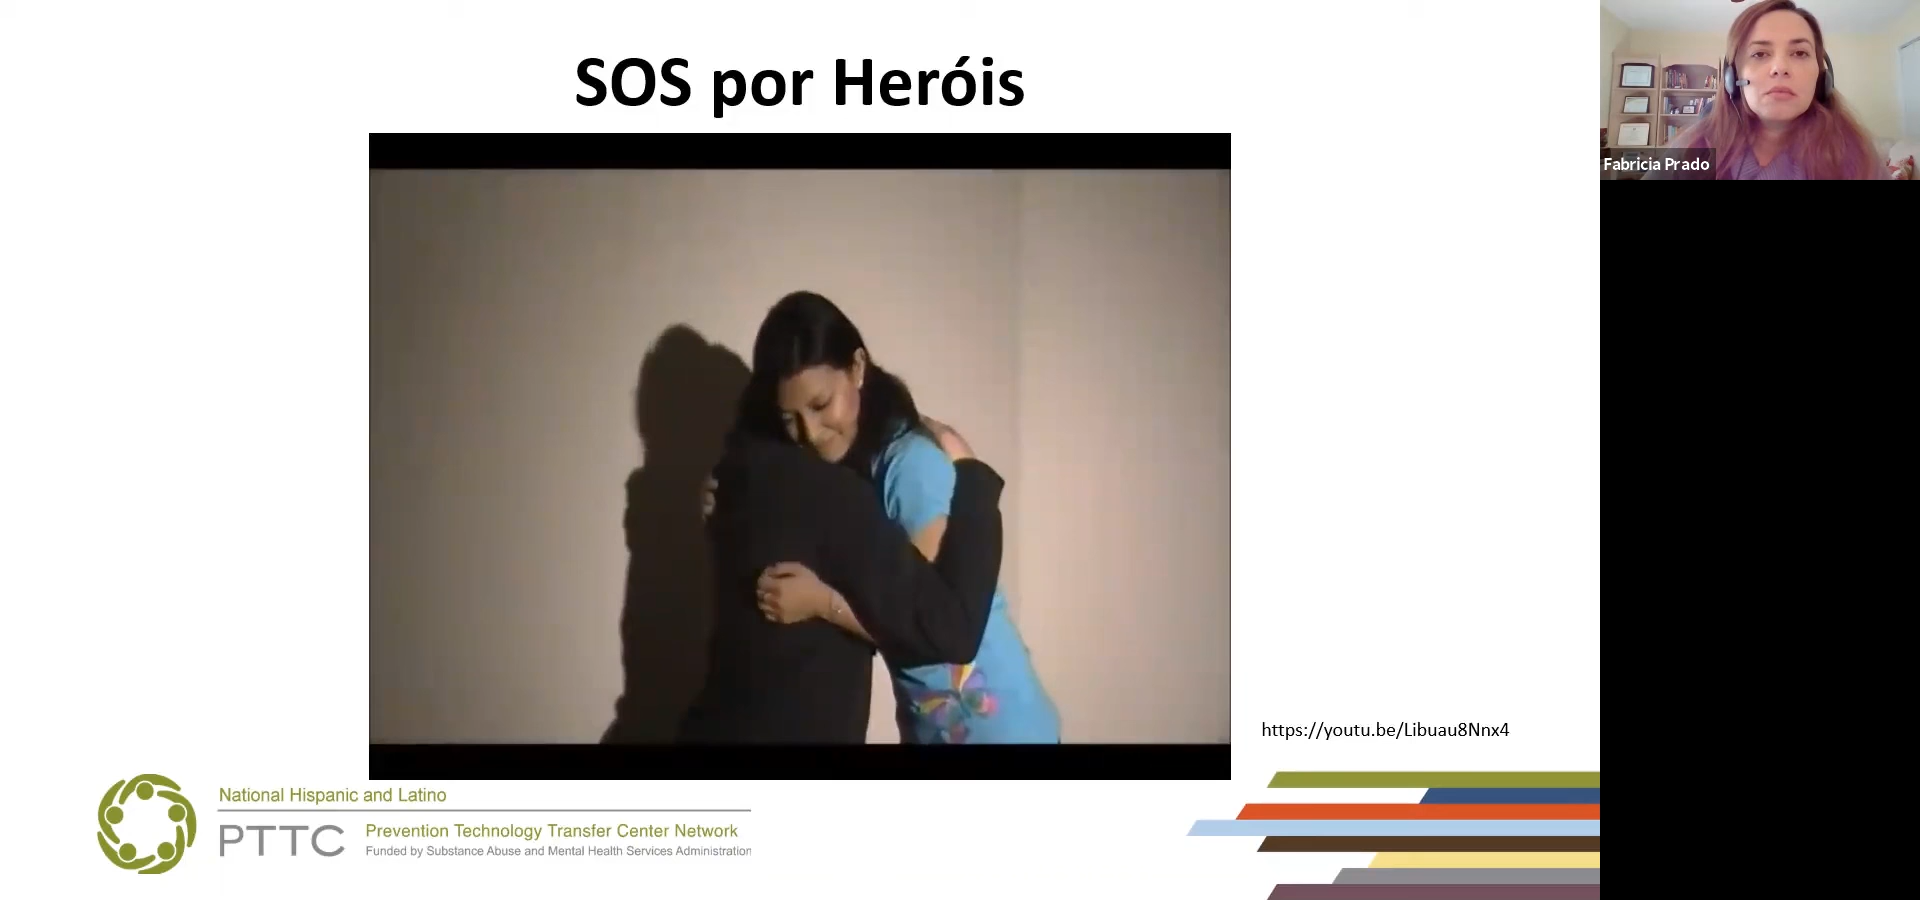 SOS por Heróis
Fabricia Prado
https://youtu.be/Libuau8Nnx4
National Hispanic and Latino
PTTC
Prevention Technology Transfer Center Network
Funded by Substance Abuse and Mental Health Services Administration